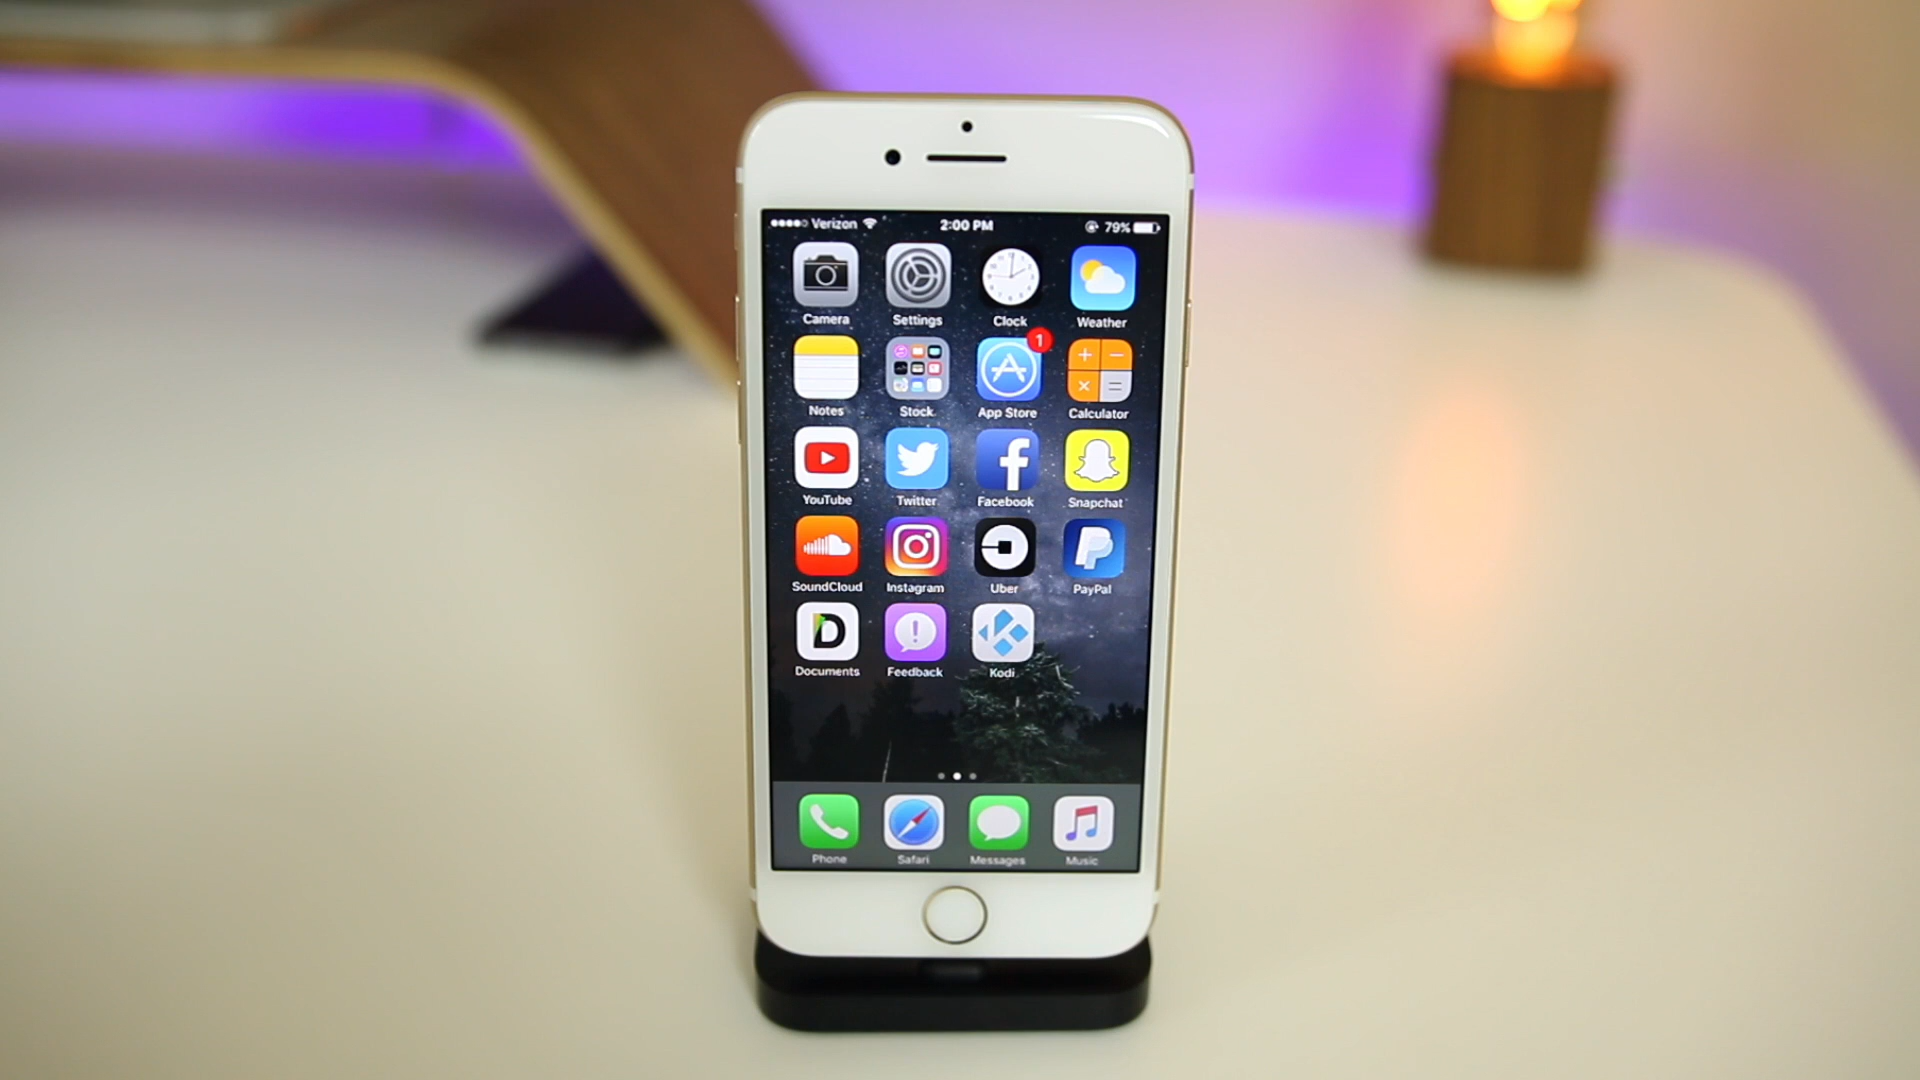 Verizon 2:00 PM 79%
Camera Settings Clock Weather
1
Notes Stock App Store Calculator
YouTube Twitter Facebook Snapchat
SoundCloud Instagram Uber PayPal
D
Documents Feedback Kodi
Phone Safari Messages Music